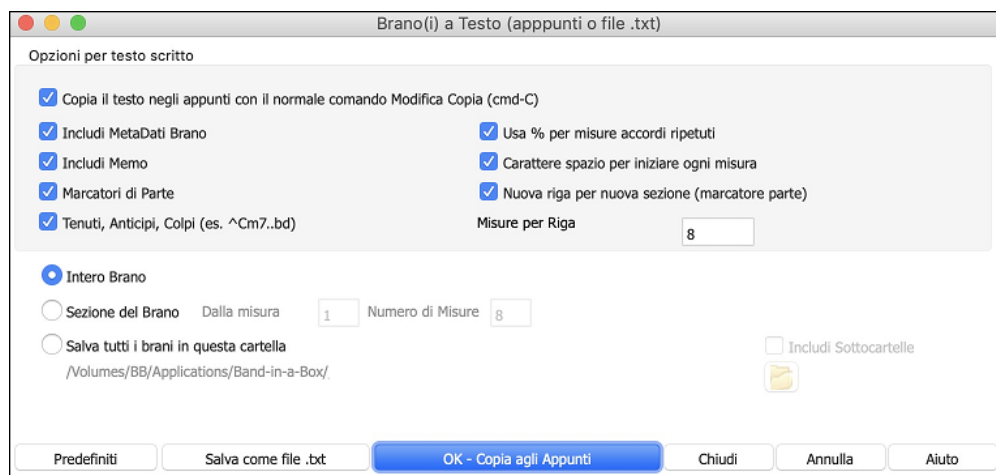 Brano(i) a Testo (apppunti o file .txt)
Opzioni per testo scritto
Copia il testo negli appunti con il normale comando Modifica Copia (cmd-C)
Includi MetaDati Brano
Usa % per misure accordi ripetuti
Includi Memo
Carattere spazio per iniziare ogni misura
Marcatori di Parte
Nuova riga per nuova sezione (marcatore parte)
Tenuti, Anticipi, Colpi (es. ^Cm7..bd)
Misure per Riga 8
Intero Brano
Sezione del Brano Dalla misura 1 Numero di Misure 8
Salva tutti i brani in questa cartella
Includi Sottocartelle
/Volumes/BB/Applications/Band-in-a-Box/
Predefiniti Salva come file .txt OK - Copia agli Appunti Chiudi Annulla Aiuto